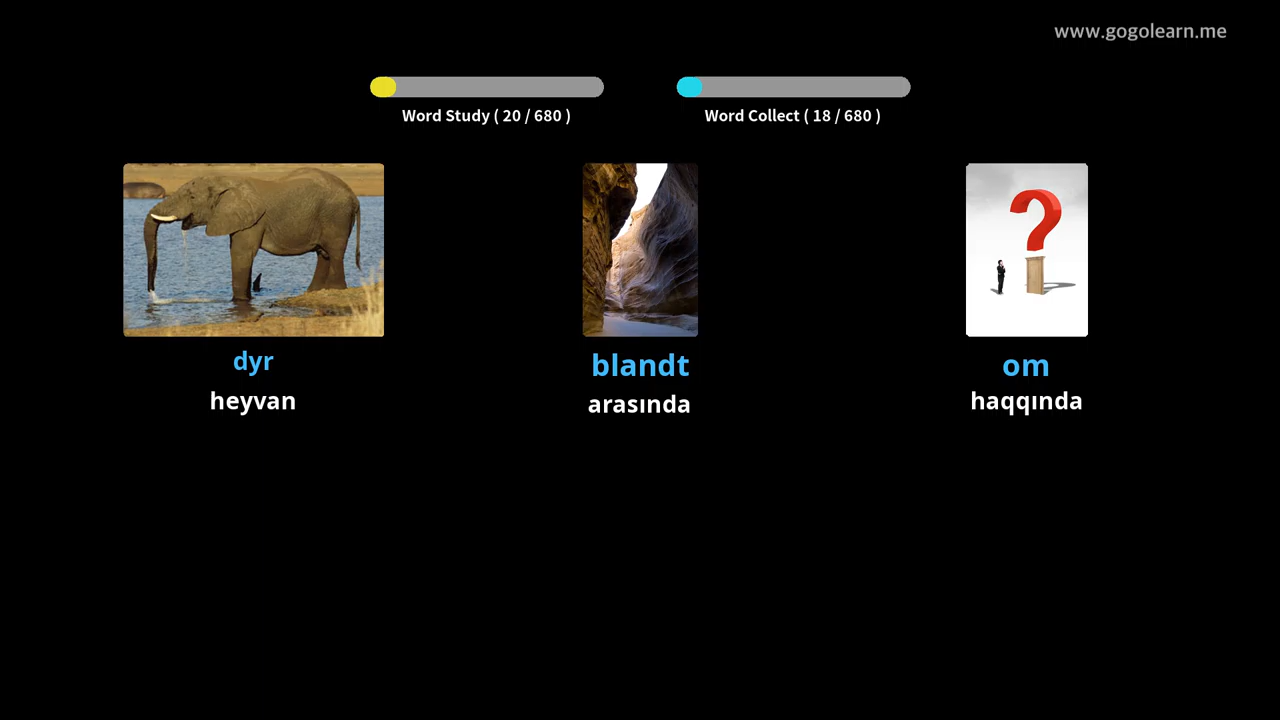 www.gogolearn.me
Word Study ( 20 / 680 )
Word Collect ( 18 / 680 )
dyr
heyvan
blandt
arasında
om
haqqında